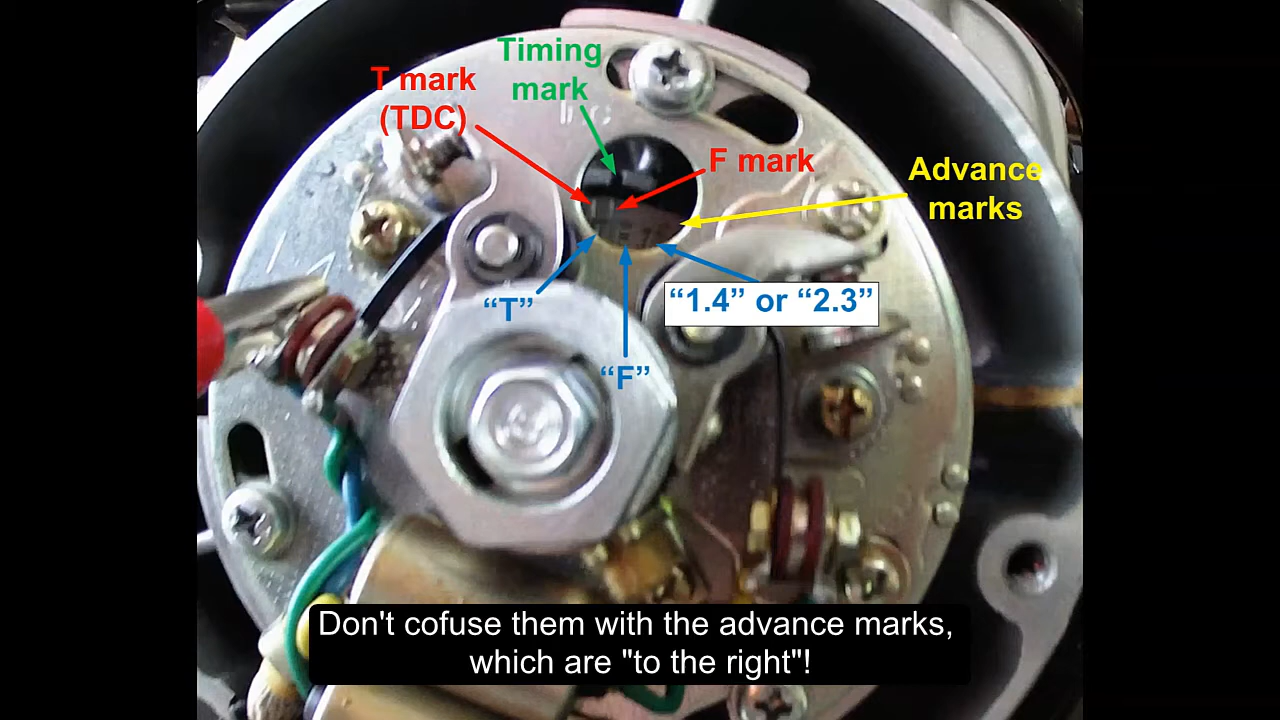 Timing
mark
T mark
(TDC)
F mark
Advance
marks
“T”
“1.4” or “2.3”
“F”
Don't cofuse them with the advance marks,
which are "to the right"!